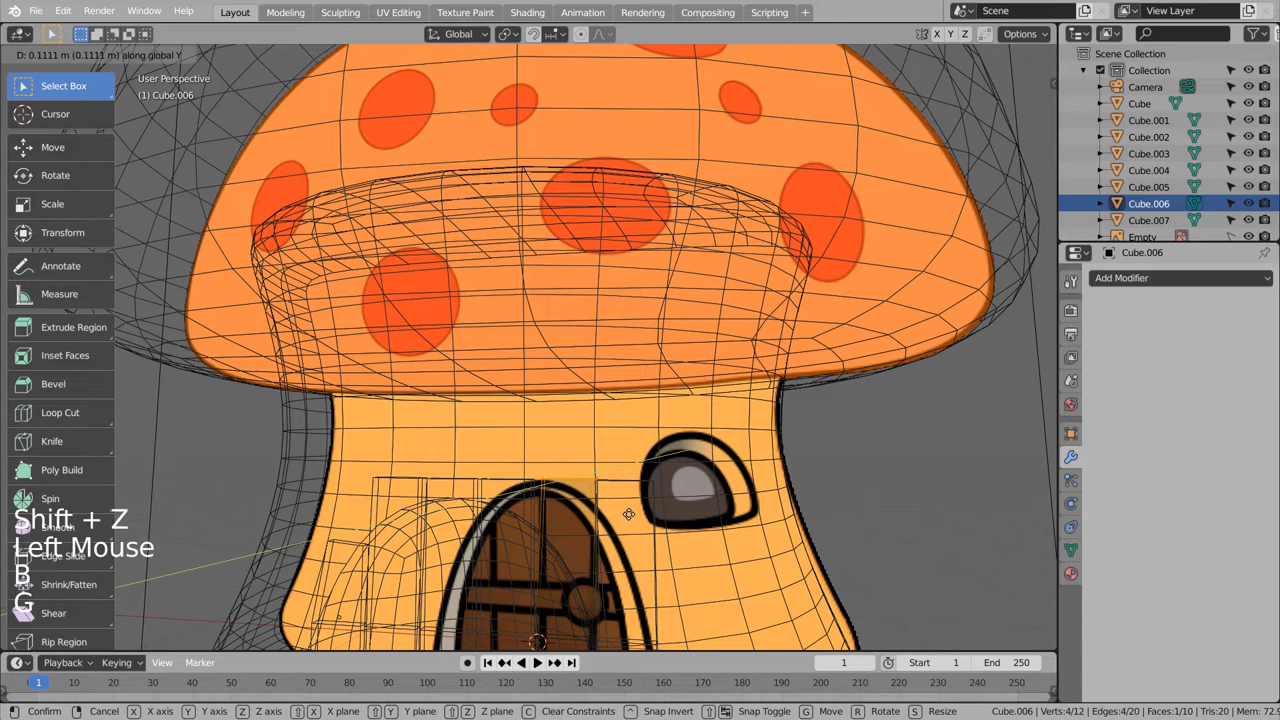 File Edit Render Window Help Layout Modeling Sculpting UV Editing Texture Paint Shading Animation Rendering Compositing Scripting + Scene View Layer
Global X Y Z Options
D: 0.1111 m (0.1111 m) along global Y
Scene Collection
Collection
Camera
Cube
Cube.001
Cube.002
Cube.003
Cube.004
Cube.005
Cube.006
Cube.007
Empty
Cube.006
Add Modifier
User Perspective
(1) Cube.006
Select Box
Cursor
Move
Rotate
Scale
Transform
Annotate
Measure
Extrude Region
Inset Faces
Bevel
Loop Cut
Knife
Poly Build
Spin
Smooth
Edge Slide
Shrink/Fatten
Shear
Rip Region
Shift + Z
Left Mouse
B
G
Playback Keying View Marker 1 Start 1 End 250
1 10 20 30 40 50 60 70 80 90 100 110 120 130 140 150 160 170 180 190 200 210 220 230 240 250
Confirm Cancel X X axis Y Y axis Z Z axis X X plane Y Y plane Z Z plane C Clear Constraints Snap Invert Snap Toggle G Move R Rotate S Resize Cube.006 | Verts:4/12 | Edges:4/20 | Faces:1/10 | Tris:20 | Mem: 72.